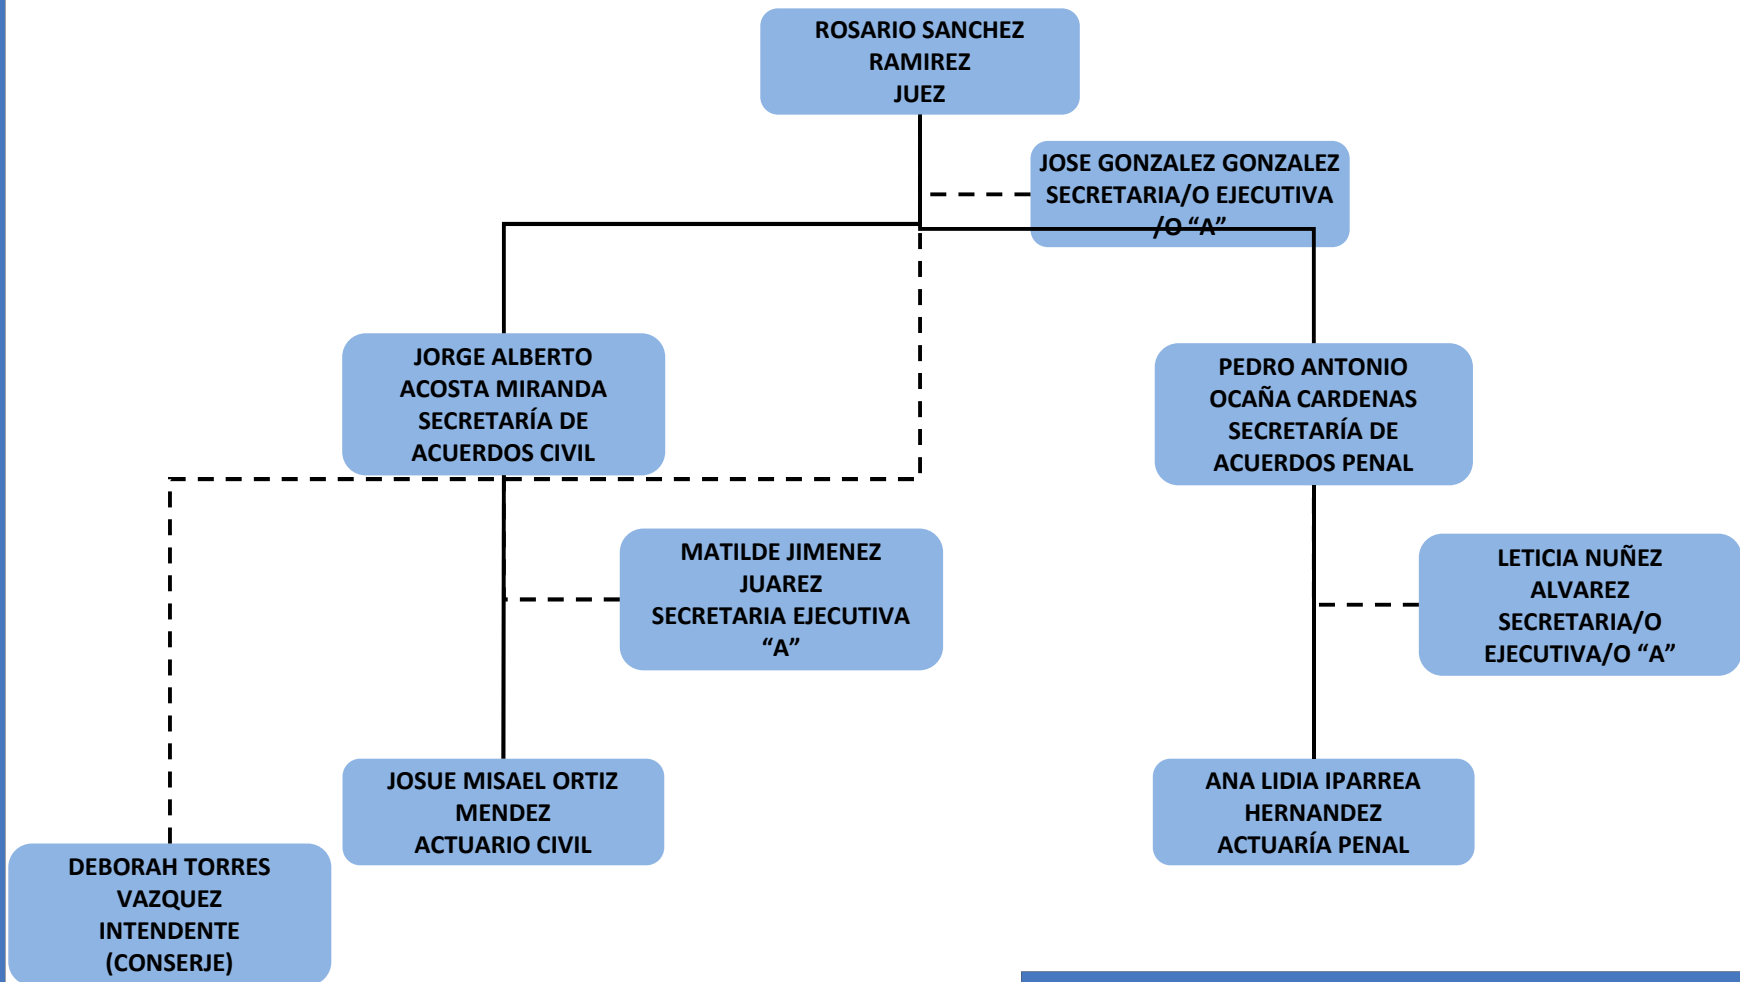 ROSARIO SANCHEZ
RAMIREZ
JUEZ
JOSE GONZALEZ GONZALEZ
SECRETARIA/O EJECUTIVA
/O “A”
JORGE ALBERTO
ACOSTA MIRANDA
SECRETARÍA DE
ACUERDOS CIVIL
PEDRO ANTONIO
OCAÑA CARDENAS
SECRETARÍA DE
ACUERDOS PENAL
MATILDE JIMENEZ
JUAREZ
SECRETARIA EJECUTIVA
“A”
LETICIA NUÑEZ
ALVAREZ
SECRETARIA/O
EJECUTIVA/O “A”
JOSUE MISAEL ORTIZ
MENDEZ
ACTUARIO CIVIL
ANA LIDIA IPARREA
HERNANDEZ
ACTUARÍA PENAL
DEBORAH TORRES
VAZQUEZ
INTENDENTE
(CONSERJE)